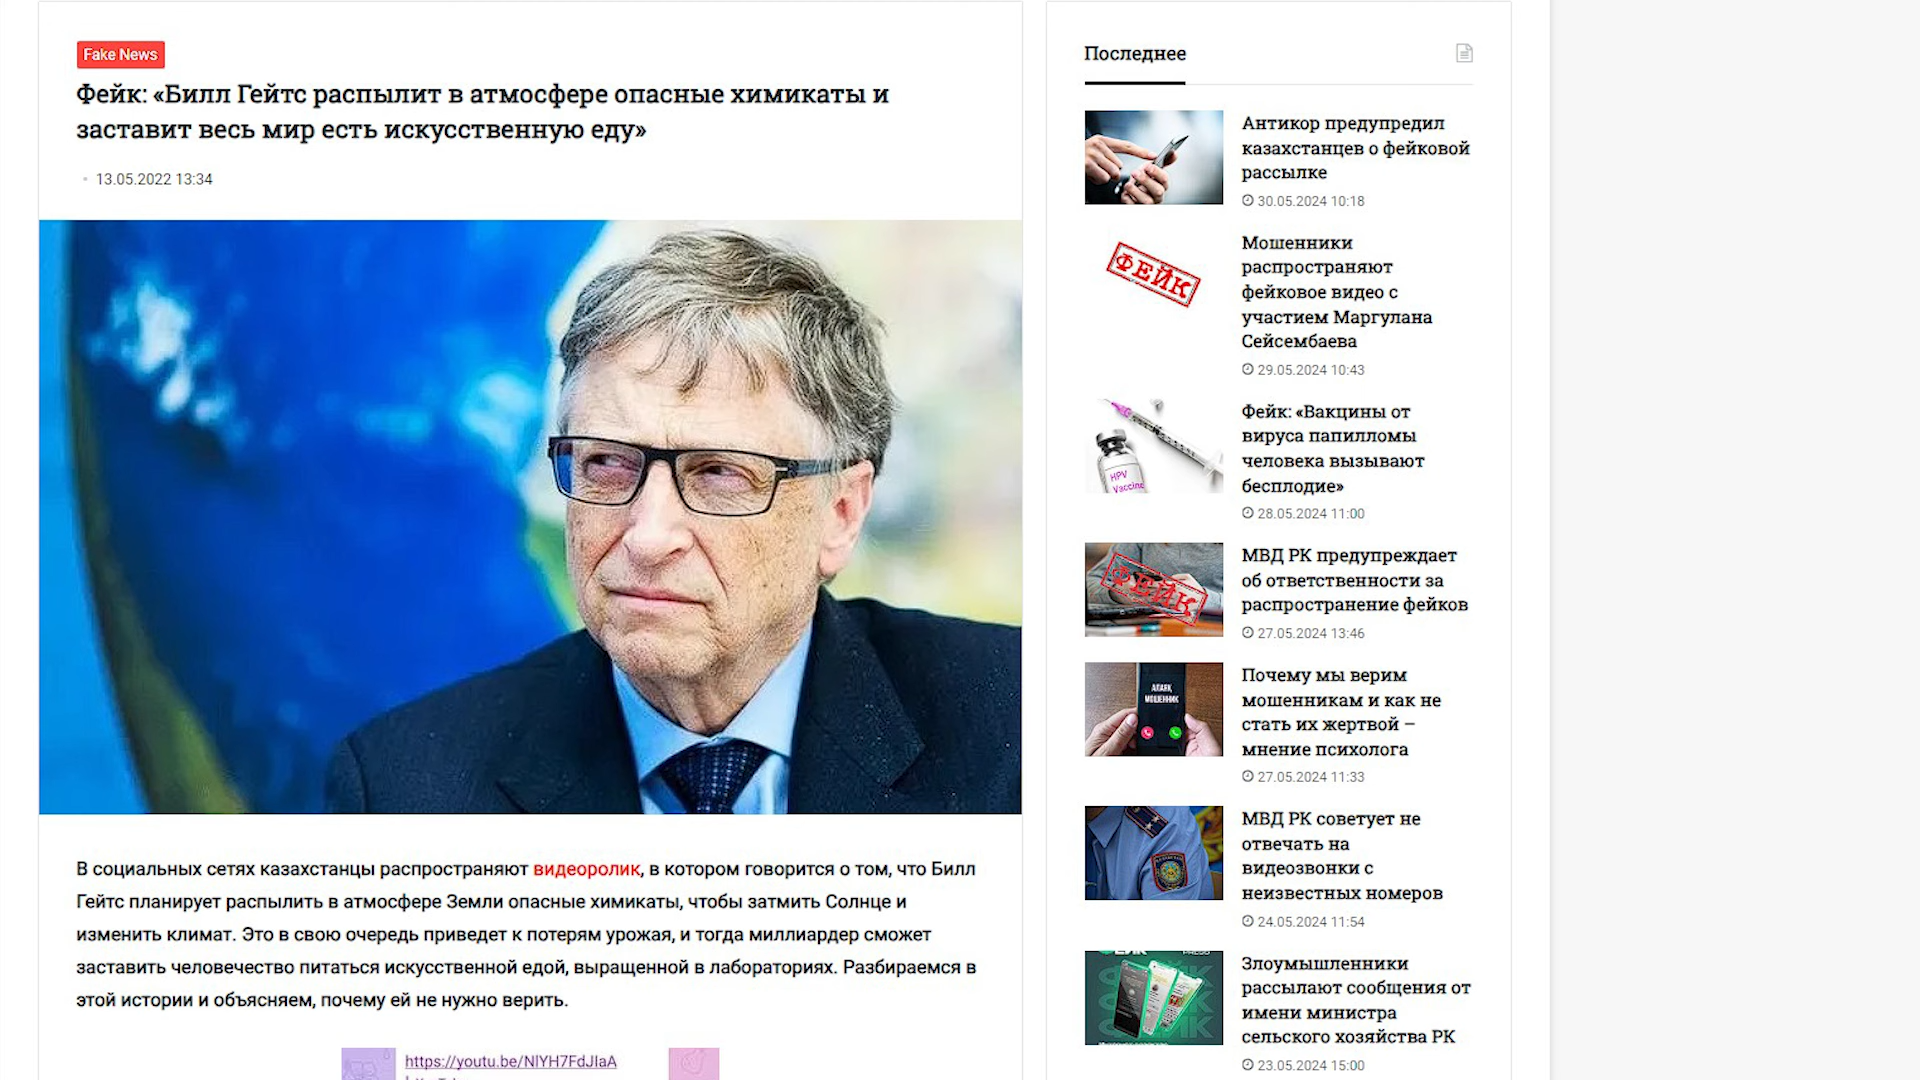 Fake News
Фейк: «Билл Гейтс распылит в атмосфере опасные химикаты и
заставит весь мир есть искусственную еду»
13.05.2022 13:34
В социальных сетях казахстанцы распространяют видеоролик, в котором говорится о том, что Билл
Гейтс планирует распылить в атмосфере Земли опасные химикаты, чтобы затмить Солнце и
изменить климат. Это в свою очередь приведет к потерям урожая, и тогда миллиардер сможет
заставить человечество питаться искусственной едой, выращенной в лабораториях. Разбираемся в
этой истории и объясняем, почему ей не нужно верить.
https://youtu.be/NlYH7FdJIaA
Последнее
Антикор предупредил
казахстанцев о фейковой
рассылке
30.05.2024 10:18
ФЕЙК
Мошенники
распространяют
фейковое видео с
участием Маргулана
Сейсембаева
29.05.2024 10:43
HPV
Vaccine
Фейк: «Вакцины от
вируса папилломы
человека вызывают
бесплодие»
28.05.2024 11:00
ФЕЙК
МВД РК предупреждает
об ответственности за
распространение фейков
27.05.2024 13:46
АЛАЯҚ
МОШЕННИК
Почему мы верим
мошенникам и как не
стать их жертвой –
мнение психолога
27.05.2024 11:33
МВД РК советует не
отвечать на
видеозвонки с
неизвестных номеров
24.05.2024 11:54
Злоумышленники
рассылают сообщения от
имени министра
сельского хозяйства РК
23.05.2024 15:00